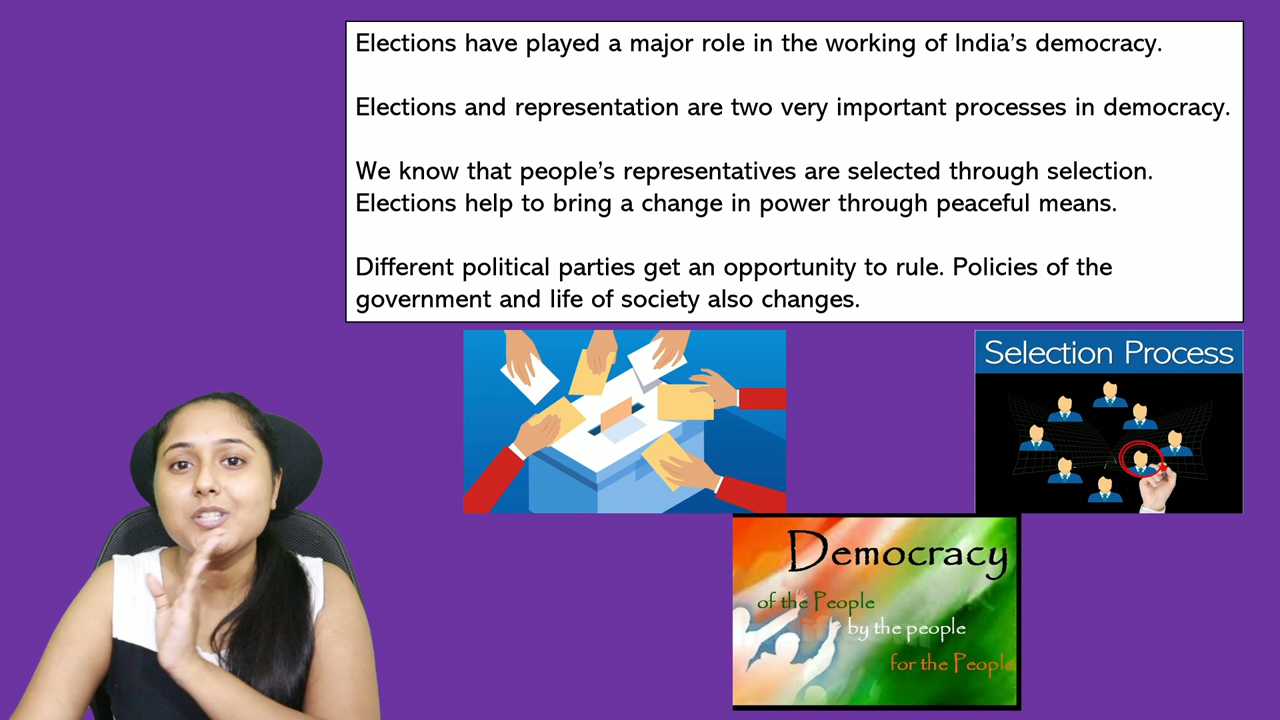 Elections have played a major role in the working of India’s democracy.
Elections and representation are two very important processes in democracy.
We know that people’s representatives are selected through selection.
Elections help to bring a change in power through peaceful means.
Different political parties get an opportunity to rule. Policies of the
government and life of society also changes.
Selection Process
Democracy
of the People
by the people
for the People